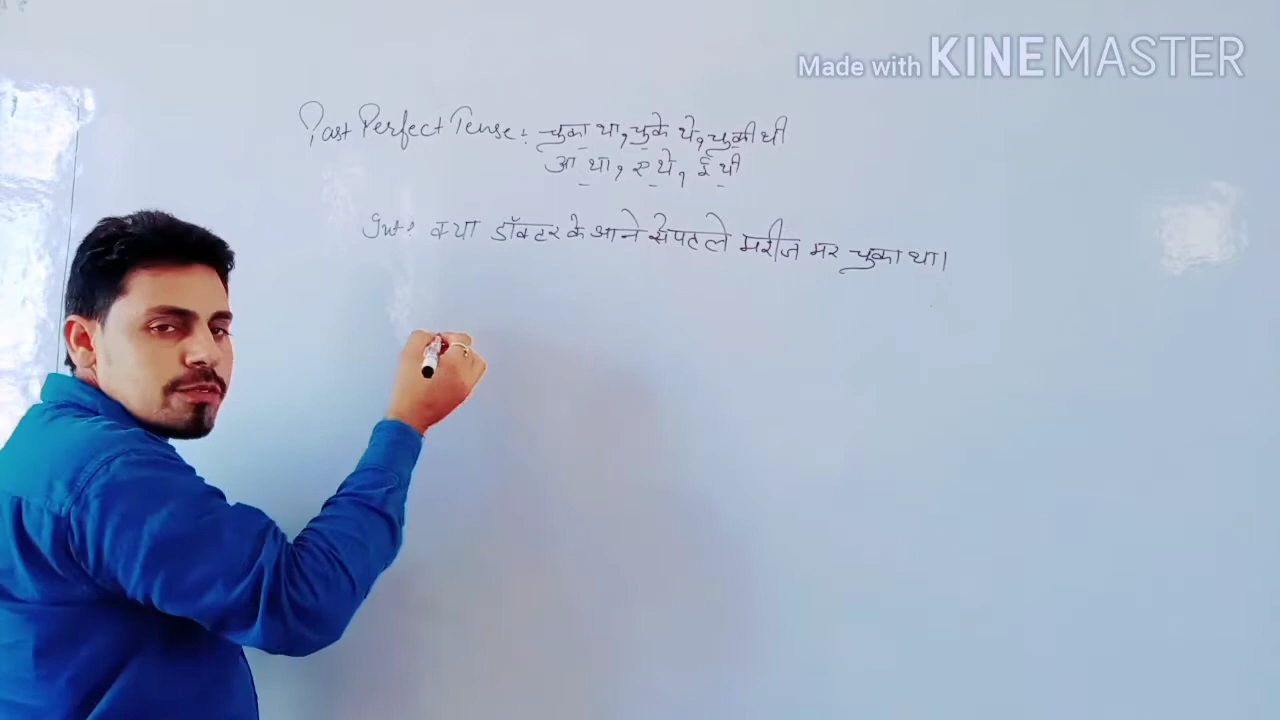 Made with KINEMASTER
Past Perfect Tense: चुका था, चुके थे, चुकी थी
आ था, ए थे, ई थी
Int: क्या डॉक्टर के आने से पहले मरीज मर चुका था।